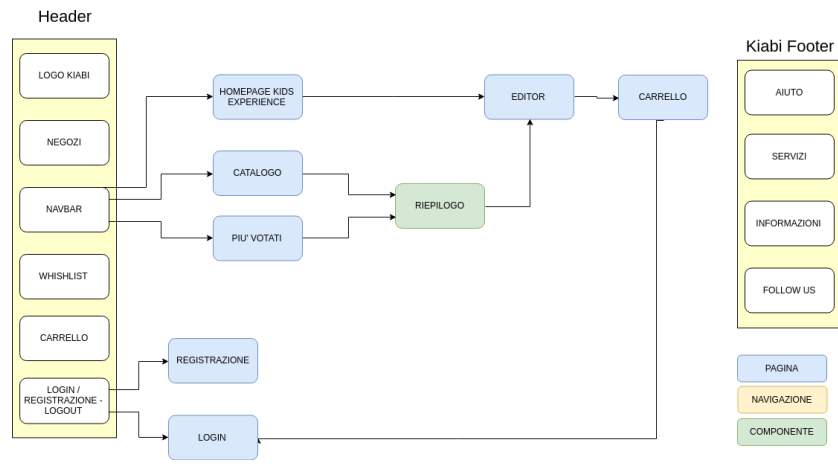 Header
LOGO KIABI
NEGOZI
NAVBAR
WHISHLIST
CARRELLO
LOGIN /
REGISTRAZIONE -
LOGOUT
HOMEPAGE KIDS
EXPERIENCE
CATALOGO
PIU' VOTATI
REGISTRAZIONE
LOGIN
RIEPILOGO
EDITOR
CARRELLO
Kiabi Footer
AIUTO
SERVIZI
INFORMAZIONI
FOLLOW US
PAGINA
NAVIGAZIONE
COMPONENTE